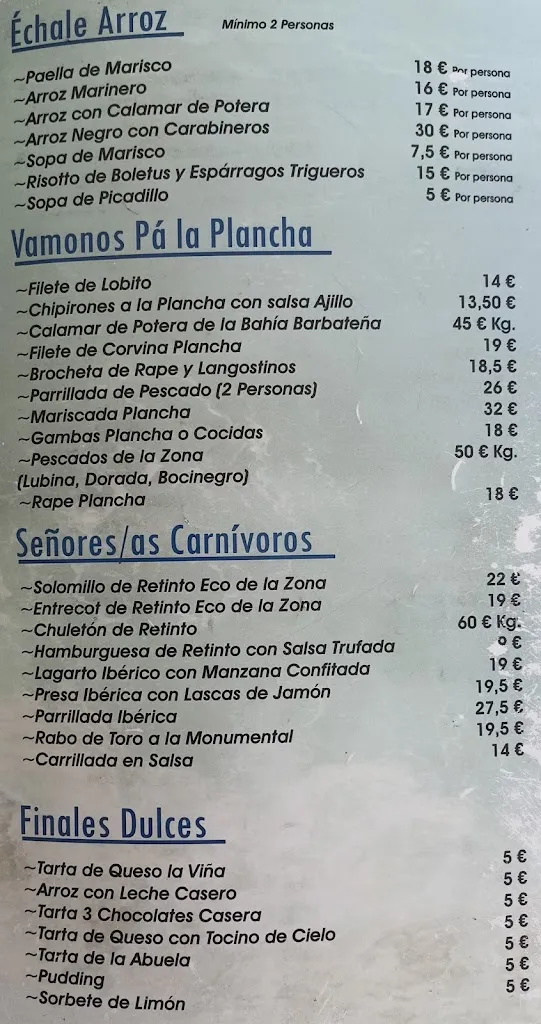 Échale Arroz Mínimo 2 Personas
~Paella de Marisco 18 € Por persona
~Arroz Marinero 16 € Por persona
~Arroz con Calamar de Potera 17 € Por persona
~Arroz Negro con Carabineros 30 € Por persona
~Sopa de Marisco 7,5 € Por persona
~Risotto de Boletus y Espárragos Trigueros 15 € Por persona
~Sopa de Picadillo 5 € Por persona
Vamonos Pá la Plancha
~Filete de Lobito 14 €
~Chipirones a la Plancha con salsa Ajillo 13,50 €
~Calamar de Potera de la Bahía Barbateña 45 € Kg.
~Filete de Corvina Plancha 19 €
~Brocheta de Rape y Langostinos 18,5 €
~Parrillada de Pescado (2 Personas) 26 €
~Mariscada Plancha 32 €
~Gambas Plancha o Cocidas 18 €
~Pescados de la Zona 50 € Kg.
(Lubina, Dorada, Bocinegro)
~Rape Plancha 18 €
Señores/as Carnívoros
~Solomillo de Retinto Eco de la Zona 22 €
~Entrecot de Retinto Eco de la Zona 19 €
~Chuletón de Retinto 60 € Kg.
~Hamburguesa de Retinto con Salsa Trufada €
~Lagarto Ibérico con Manzana Confitada 19 €
~Presa Ibérica con Lascas de Jamón 19,5 €
~Parrillada Ibérica 27,5 €
~Rabo de Toro a la Monumental 19,5 €
~Carrillada en Salsa 14 €
Finales Dulces
~Tarta de Queso la Viña 5 €
~Arroz con Leche Casero 5 €
~Tarta 3 Chocolates Casera 5 €
~Tarta de Queso con Tocino de Cielo 5 €
~Tarta de la Abuela 5 €
~Pudding 5 €
~Sorbete de Limón 5 €